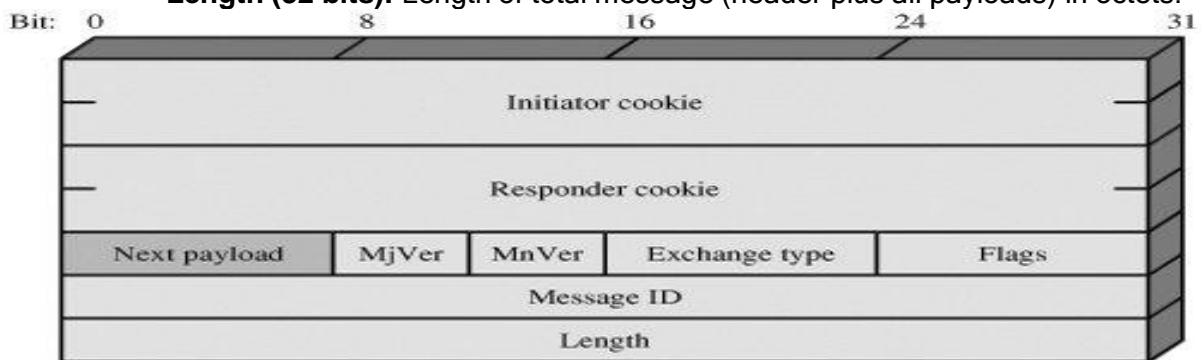 Length (32 bits): Length of total message (header plus all payloads) in octets.
Bit: 0 8 16 24 31
Initiator cookie
Responder cookie
Next payload MjVer MnVer Exchange type Flags
Message ID
Length